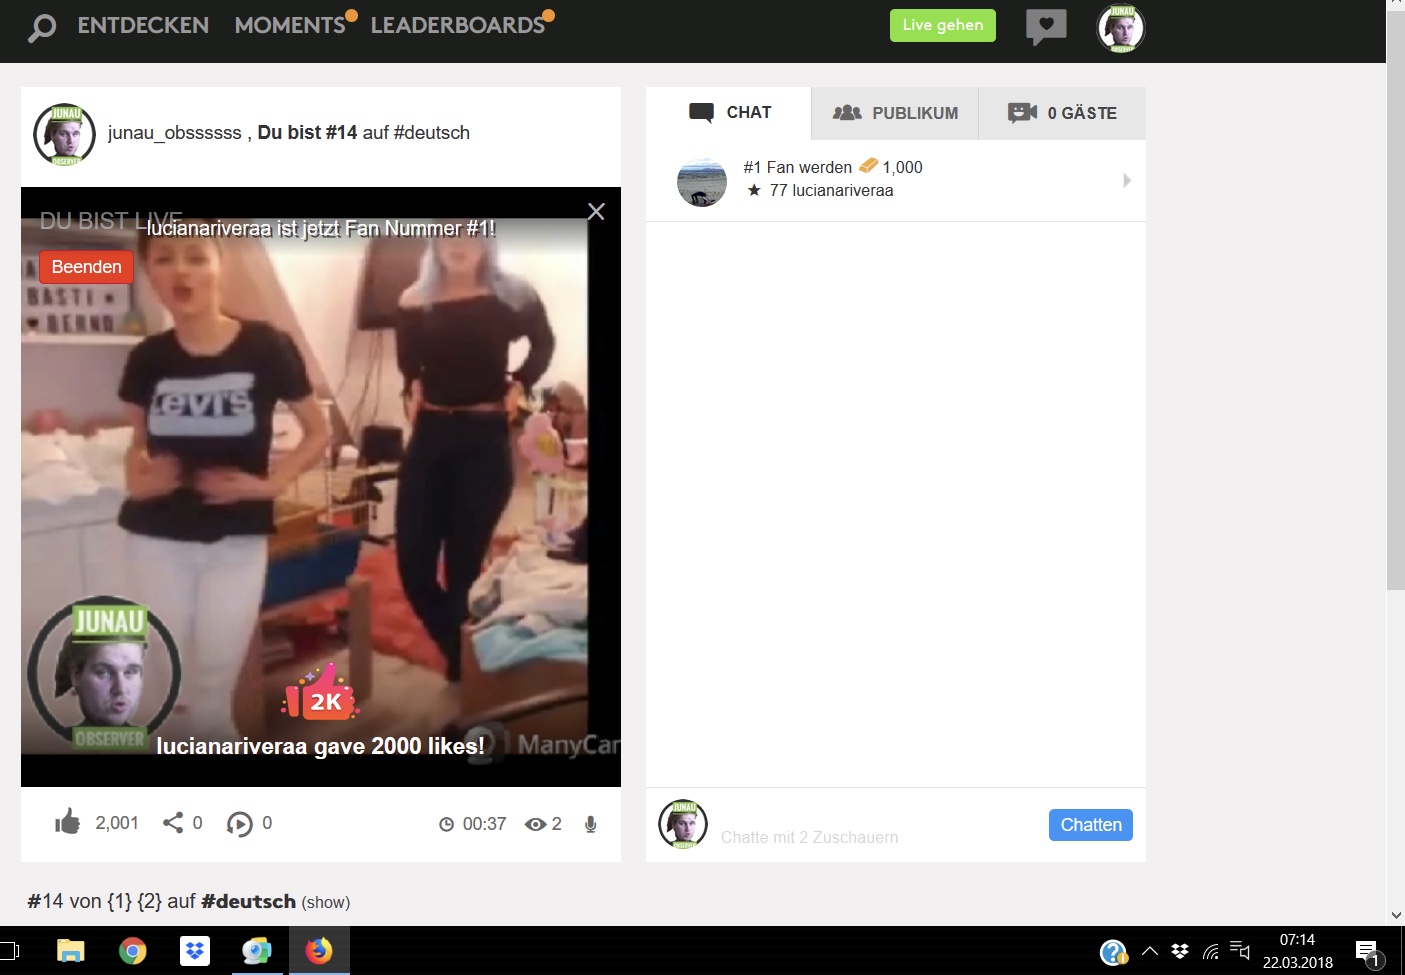 ENTDECKEN MOMENTS LEADERBOARDS Live gehen
JUNAU
OBSERVER
junau_obssssss , Du bist #14 auf #deutsch
CHAT PUBLIKUM 0 GÄSTE
#1 Fan werden 1,000
★ 77 lucianariveraa
DU BIST LIVE
lucianariveraa ist jetzt Fan Nummer #1!
Beenden
BASTI
BERND
Levi's
JUNAU
OBSERVER
2K
lucianariveraa gave 2000 likes!
ManyCam
2,001 0 0 00:37 2
Chatte mit 2 Zuschauern
Chatten
#14 von {1} {2} auf #deutsch (show)
07:14
22.03.2018
1